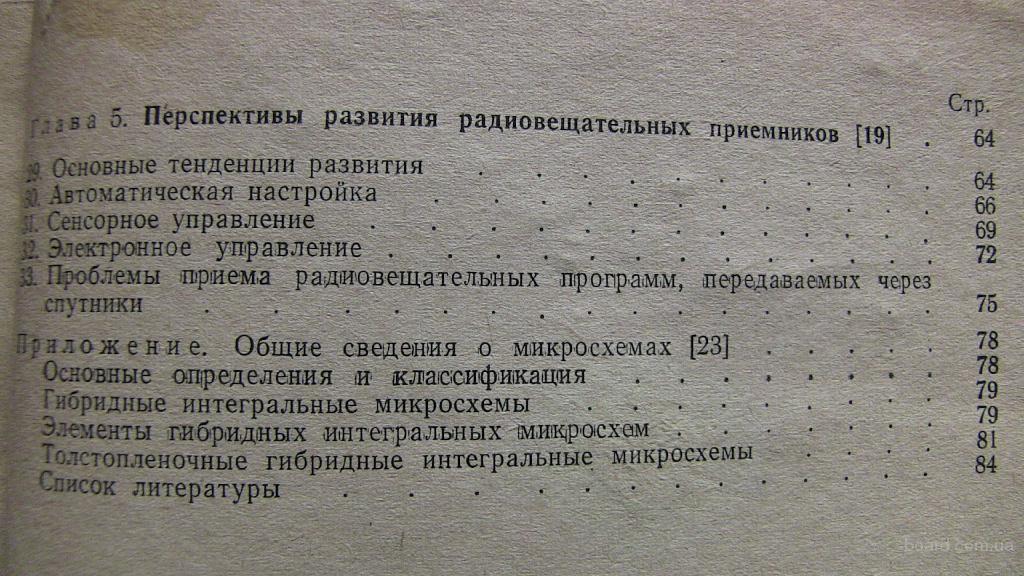 Стр.
Глава 5. Перспективы развития радиовещательных приемников [19] . 64
29. Основные тенденции развития . . . . . . . . . . 64
30. Автоматическая настройка . . . . . . . . . . . 66
31. Сенсорное управление . . . . . . . . . . . . 69
32. Электронное управление . . . . . . . . . . . . 72
33. Проблемы приема радиовещательных программ, передаваемых через
спутники . . . . . . . . . . . . . . 75
Приложение. Общие сведения о микросхемах [23] . . . . . 78
Основные определения и классификация . . . . . . . . 78
Гибридные интегральные микросхемы . . . . . . . . . 79
Элементы гибридных интегральных микросхем . . . . . . . 79
Толстопленочные гибридные интегральные микросхемы . . . . 81
Список литературы . . . . . . . . . . . 84
board.com.ua